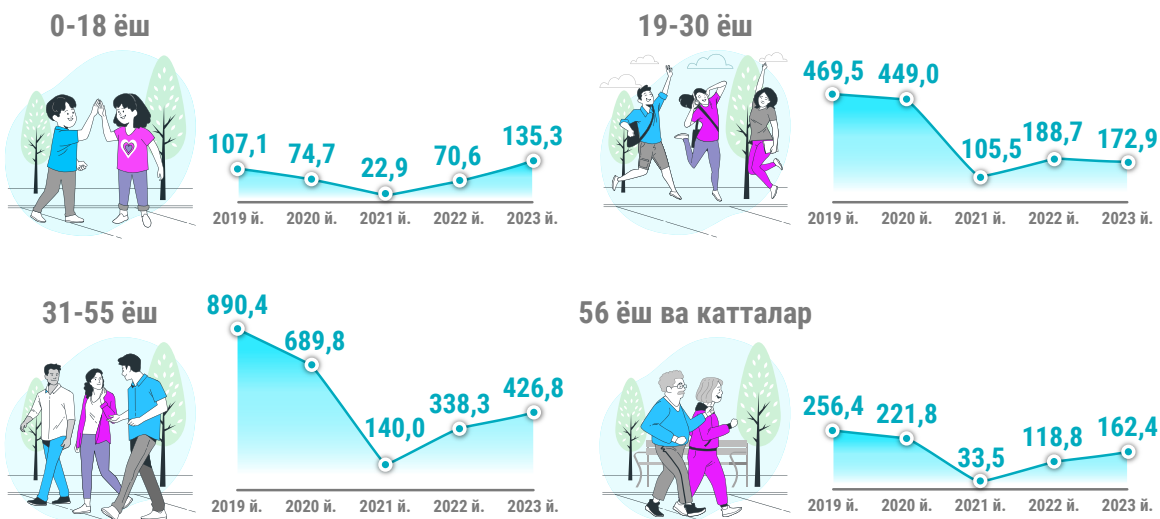 0-18 ёш
107,1 74,7 22,9 70,6 135,3
2019 й. 2020 й. 2021 й. 2022 й. 2023 й.
19-30 ёш
469,5 449,0 105,5 188,7 172,9
2019 й. 2020 й. 2021 й. 2022 й. 2023 й.
31-55 ёш
890,4 689,8 140,0 338,3 426,8
2019 й. 2020 й. 2021 й. 2022 й. 2023 й.
56 ёш ва катталар
256,4 221,8 33,5 118,8 162,4
2019 й. 2020 й. 2021 й. 2022 й. 2023 й.